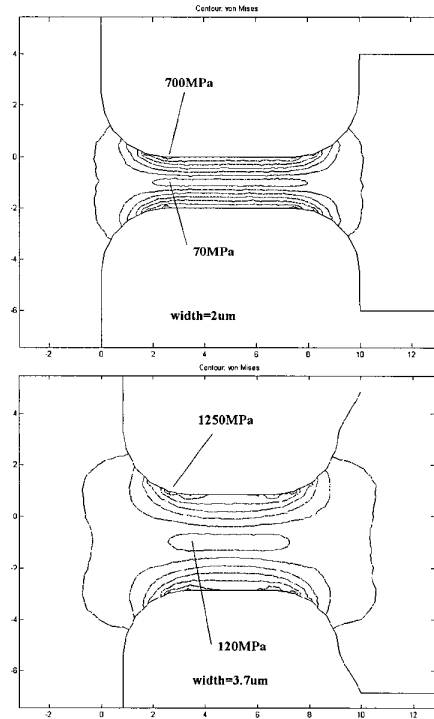 Contour: von Mises
700MPa
4
2
0
-2
-4
-6
70MPa
width=2um
-2 0 2 4 6 8 10 12
Contour: von Mises
1250MPa
4
2
0
-2
-4
-6
120MPa
width=3.7um
-2 0 2 4 6 8 10 12